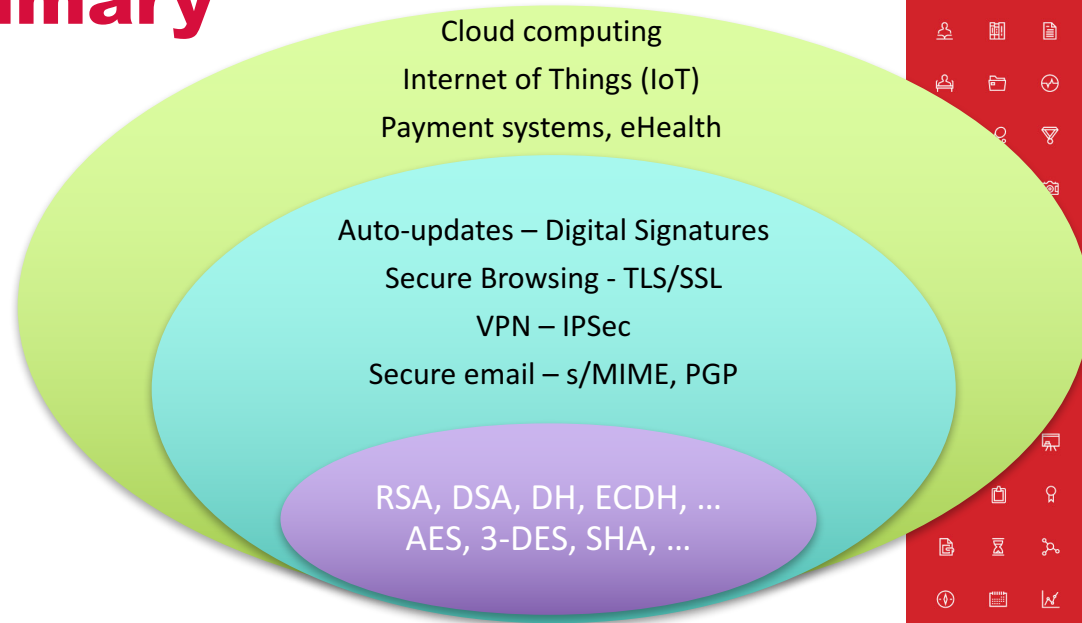 Cloud computing
Internet of Things (IoT)
Payment systems, eHealth
Auto-updates – Digital Signatures
Secure Browsing - TLS/SSL
VPN – IPSec
Secure email – s/MIME, PGP
RSA, DSA, DH, ECDH, …
AES, 3-DES, SHA, …